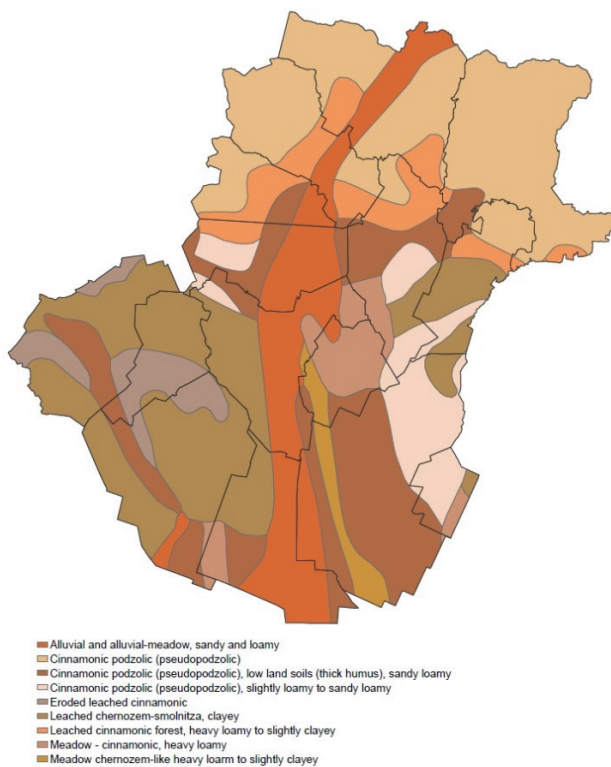 Alluvial and alluvial-meadow, sandy and loamy
Cinnamonic podzolic (pseudopodzolic)
Cinnamonic podzolic (pseudopodzolic), low land soils (thick humus), sandy loamy
Cinnamonic podzolic (pseudopodzolic), slightly loamy to sandy loamy
Eroded leached cinnamonic
Leached chernozem-smolnitza, clayey
Leached cinnamonic forest, heavy loamy to slightly clayey
Meadow - cinnamonic, heavy loamy
Meadow chernozem-like heavy loarm to slightly clayey